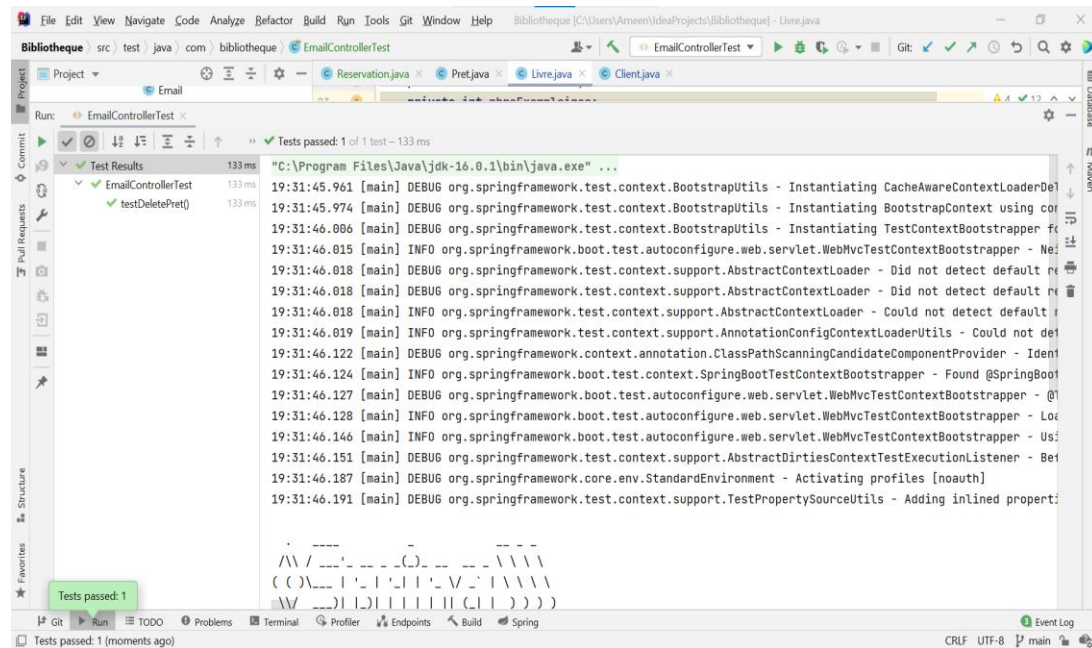 File Edit View Navigate Code Analyze Refactor Build Run Tools Git Window Help Bibliotheque [C:\Users\Ameen\IdeaProjects\Bibliotheque] - Livre.java
Bibliotheque src test java com bibliotheque EmailControllerTest EmailControllerTest Git:
Project Reservation.java Pret.java Livre.java Client.java
Email
private int nbreExemplaires; 4 12
Run: EmailControllerTest
Tests passed: 1 of 1 test – 133 ms
Test Results 133 ms "C:\Program Files\Java\jdk-16.0.1\bin\java.exe" ...
EmailControllerTest 133 ms 19:31:45.961 [main] DEBUG org.springframework.test.context.BootstrapUtils - Instantiating CacheAwareContextLoaderDel
testDeletePret() 133 ms 19:31:45.974 [main] DEBUG org.springframework.test.context.BootstrapUtils - Instantiating BootstrapContext using con
19:31:46.006 [main] DEBUG org.springframework.test.context.BootstrapUtils - Instantiating TestContextBootstrapper fo
19:31:46.015 [main] INFO org.springframework.boot.test.autoconfigure.web.servlet.WebMvcTestContextBootstrapper - Nei
19:31:46.018 [main] DEBUG org.springframework.test.context.support.AbstractContextLoader - Did not detect default re
19:31:46.018 [main] DEBUG org.springframework.test.context.support.AbstractContextLoader - Did not detect default re
19:31:46.018 [main] INFO org.springframework.test.context.support.AbstractContextLoader - Could not detect default r
19:31:46.019 [main] INFO org.springframework.test.context.support.AnnotationConfigContextLoaderUtils - Could not det
19:31:46.122 [main] DEBUG org.springframework.context.annotation.ClassPathScanningCandidateComponentProvider - Ident
19:31:46.124 [main] INFO org.springframework.boot.test.context.SpringBootTestContextBootstrapper - Found @SpringBoot
19:31:46.127 [main] DEBUG org.springframework.boot.test.autoconfigure.web.servlet.WebMvcTestContextBootstrapper - @T
19:31:46.128 [main] INFO org.springframework.boot.test.autoconfigure.web.servlet.WebMvcTestContextBootstrapper - Loa
19:31:46.146 [main] INFO org.springframework.boot.test.autoconfigure.web.servlet.WebMvcTestContextBootstrapper - Usi
19:31:46.151 [main] DEBUG org.springframework.test.context.support.AbstractDirtiesContextTestExecutionListener - Bef
19:31:46.187 [main] DEBUG org.springframework.core.env.StandardEnvironment - Activating profiles [noauth]
19:31:46.191 [main] DEBUG org.springframework.test.context.support.TestPropertySourceUtils - Adding inlined properti
Project
Commit
Pull Requests
Structure
Favorites
Database
Maven
Tests passed: 1
Git Run TODO Problems Terminal Profiler Endpoints Build Spring 3 Event Log
Tests passed: 1 (moments ago) CRLF UTF-8 main